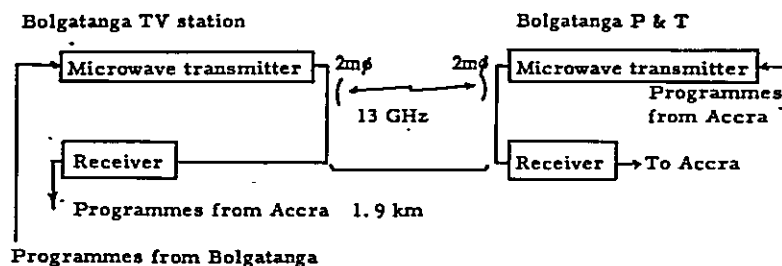 Bolgatanga TV station
Bolgatanga P & T
Microwave transmitter
2mø
2mø
Microwave transmitter
13 GHz
Programmes
from Accra
Receiver
Receiver
To Accra
Programmes from Accra
1.9 km
Programmes from Bolgatanga